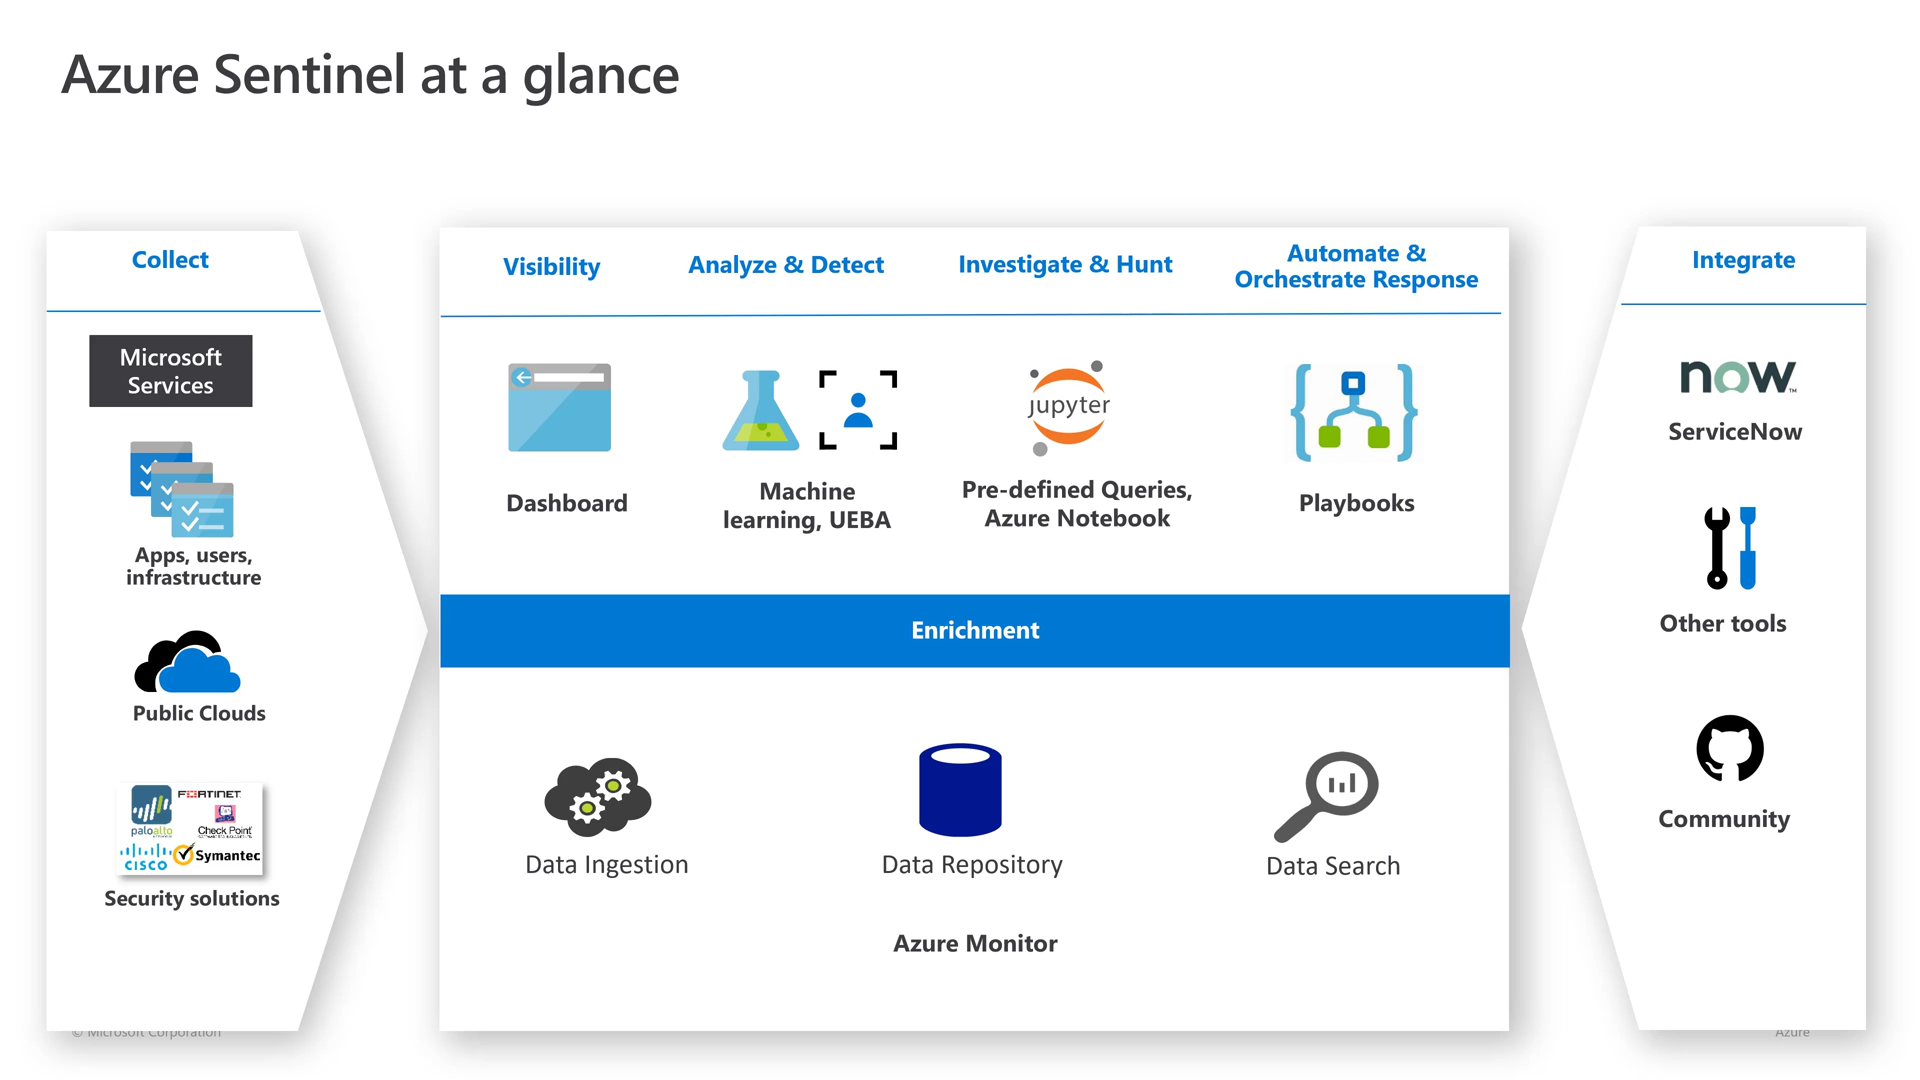 Azure Sentinel at a glance
Collect
Microsoft
Services
Apps, users,
infrastructure
Public Clouds
paloalto
FORTINET
Check Point
CISCO
Symantec
Security solutions
Visibility
Analyze & Detect
Investigate & Hunt
Automate &
Orchestrate Response
Dashboard
Machine
learning, UEBA
jupyter
Pre-defined Queries,
Azure Notebook
Playbooks
Enrichment
Data Ingestion
Data Repository
Data Search
Azure Monitor
Integrate
now™
ServiceNow
Other tools
Community
© Microsoft Corporation
Azure